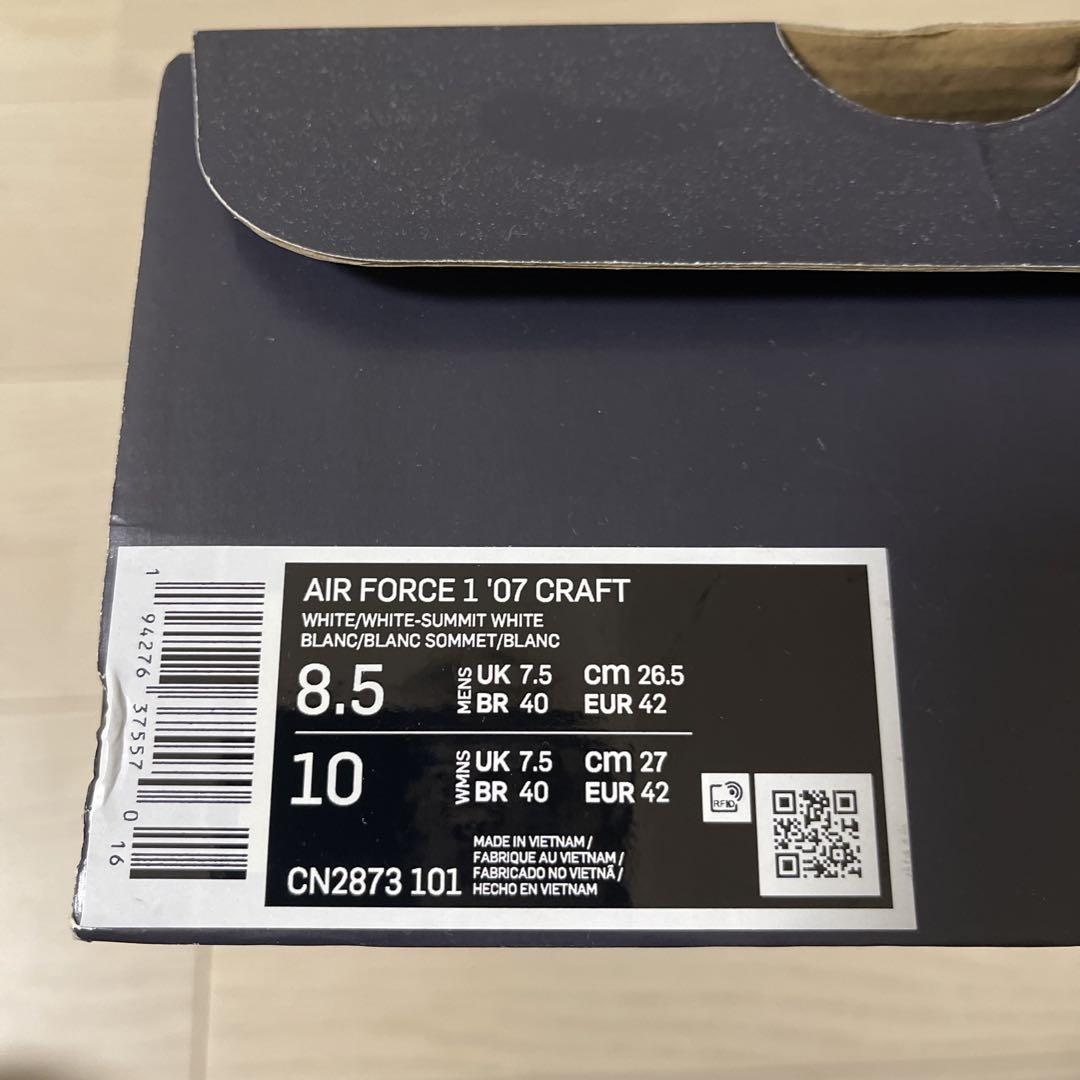 AIR FORCE 1 '07 CRAFT
WHITE/WHITE-SUMMIT WHITE
BLANC/BLANC SOMMET/BLANC
8.5 MENS UK 7.5 cm 26.5
BR 40 EUR 42
10 WMNS UK 7.5 cm 27
BR 40 EUR 42
RFID
MADE IN VIETNAM /
FABRIQUE AU VIETNAM /
FABRICADO NO VIETNÃ /
HECHO EN VIETNAM
CN2873 101
1 94276 37557 0 16